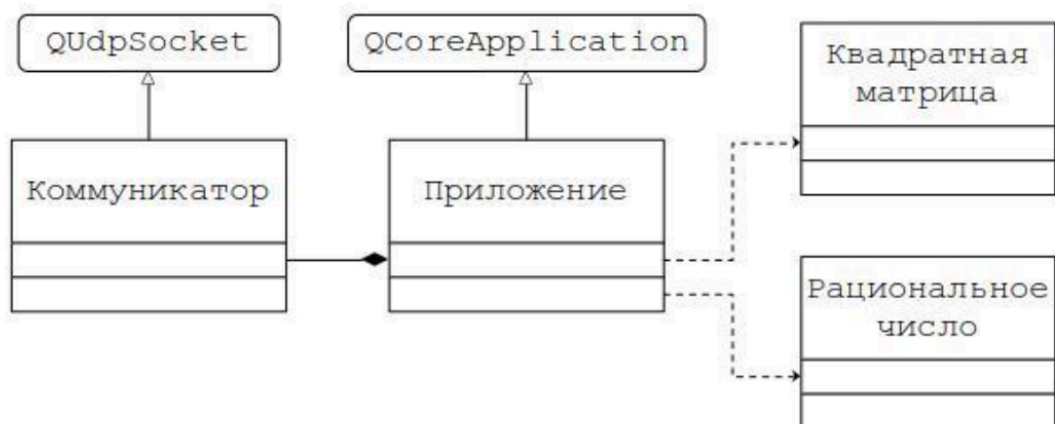 QUdpSocket
QCoreApplication
Квадратная
матрица
Коммуникатор
Приложение
Рациональное
число